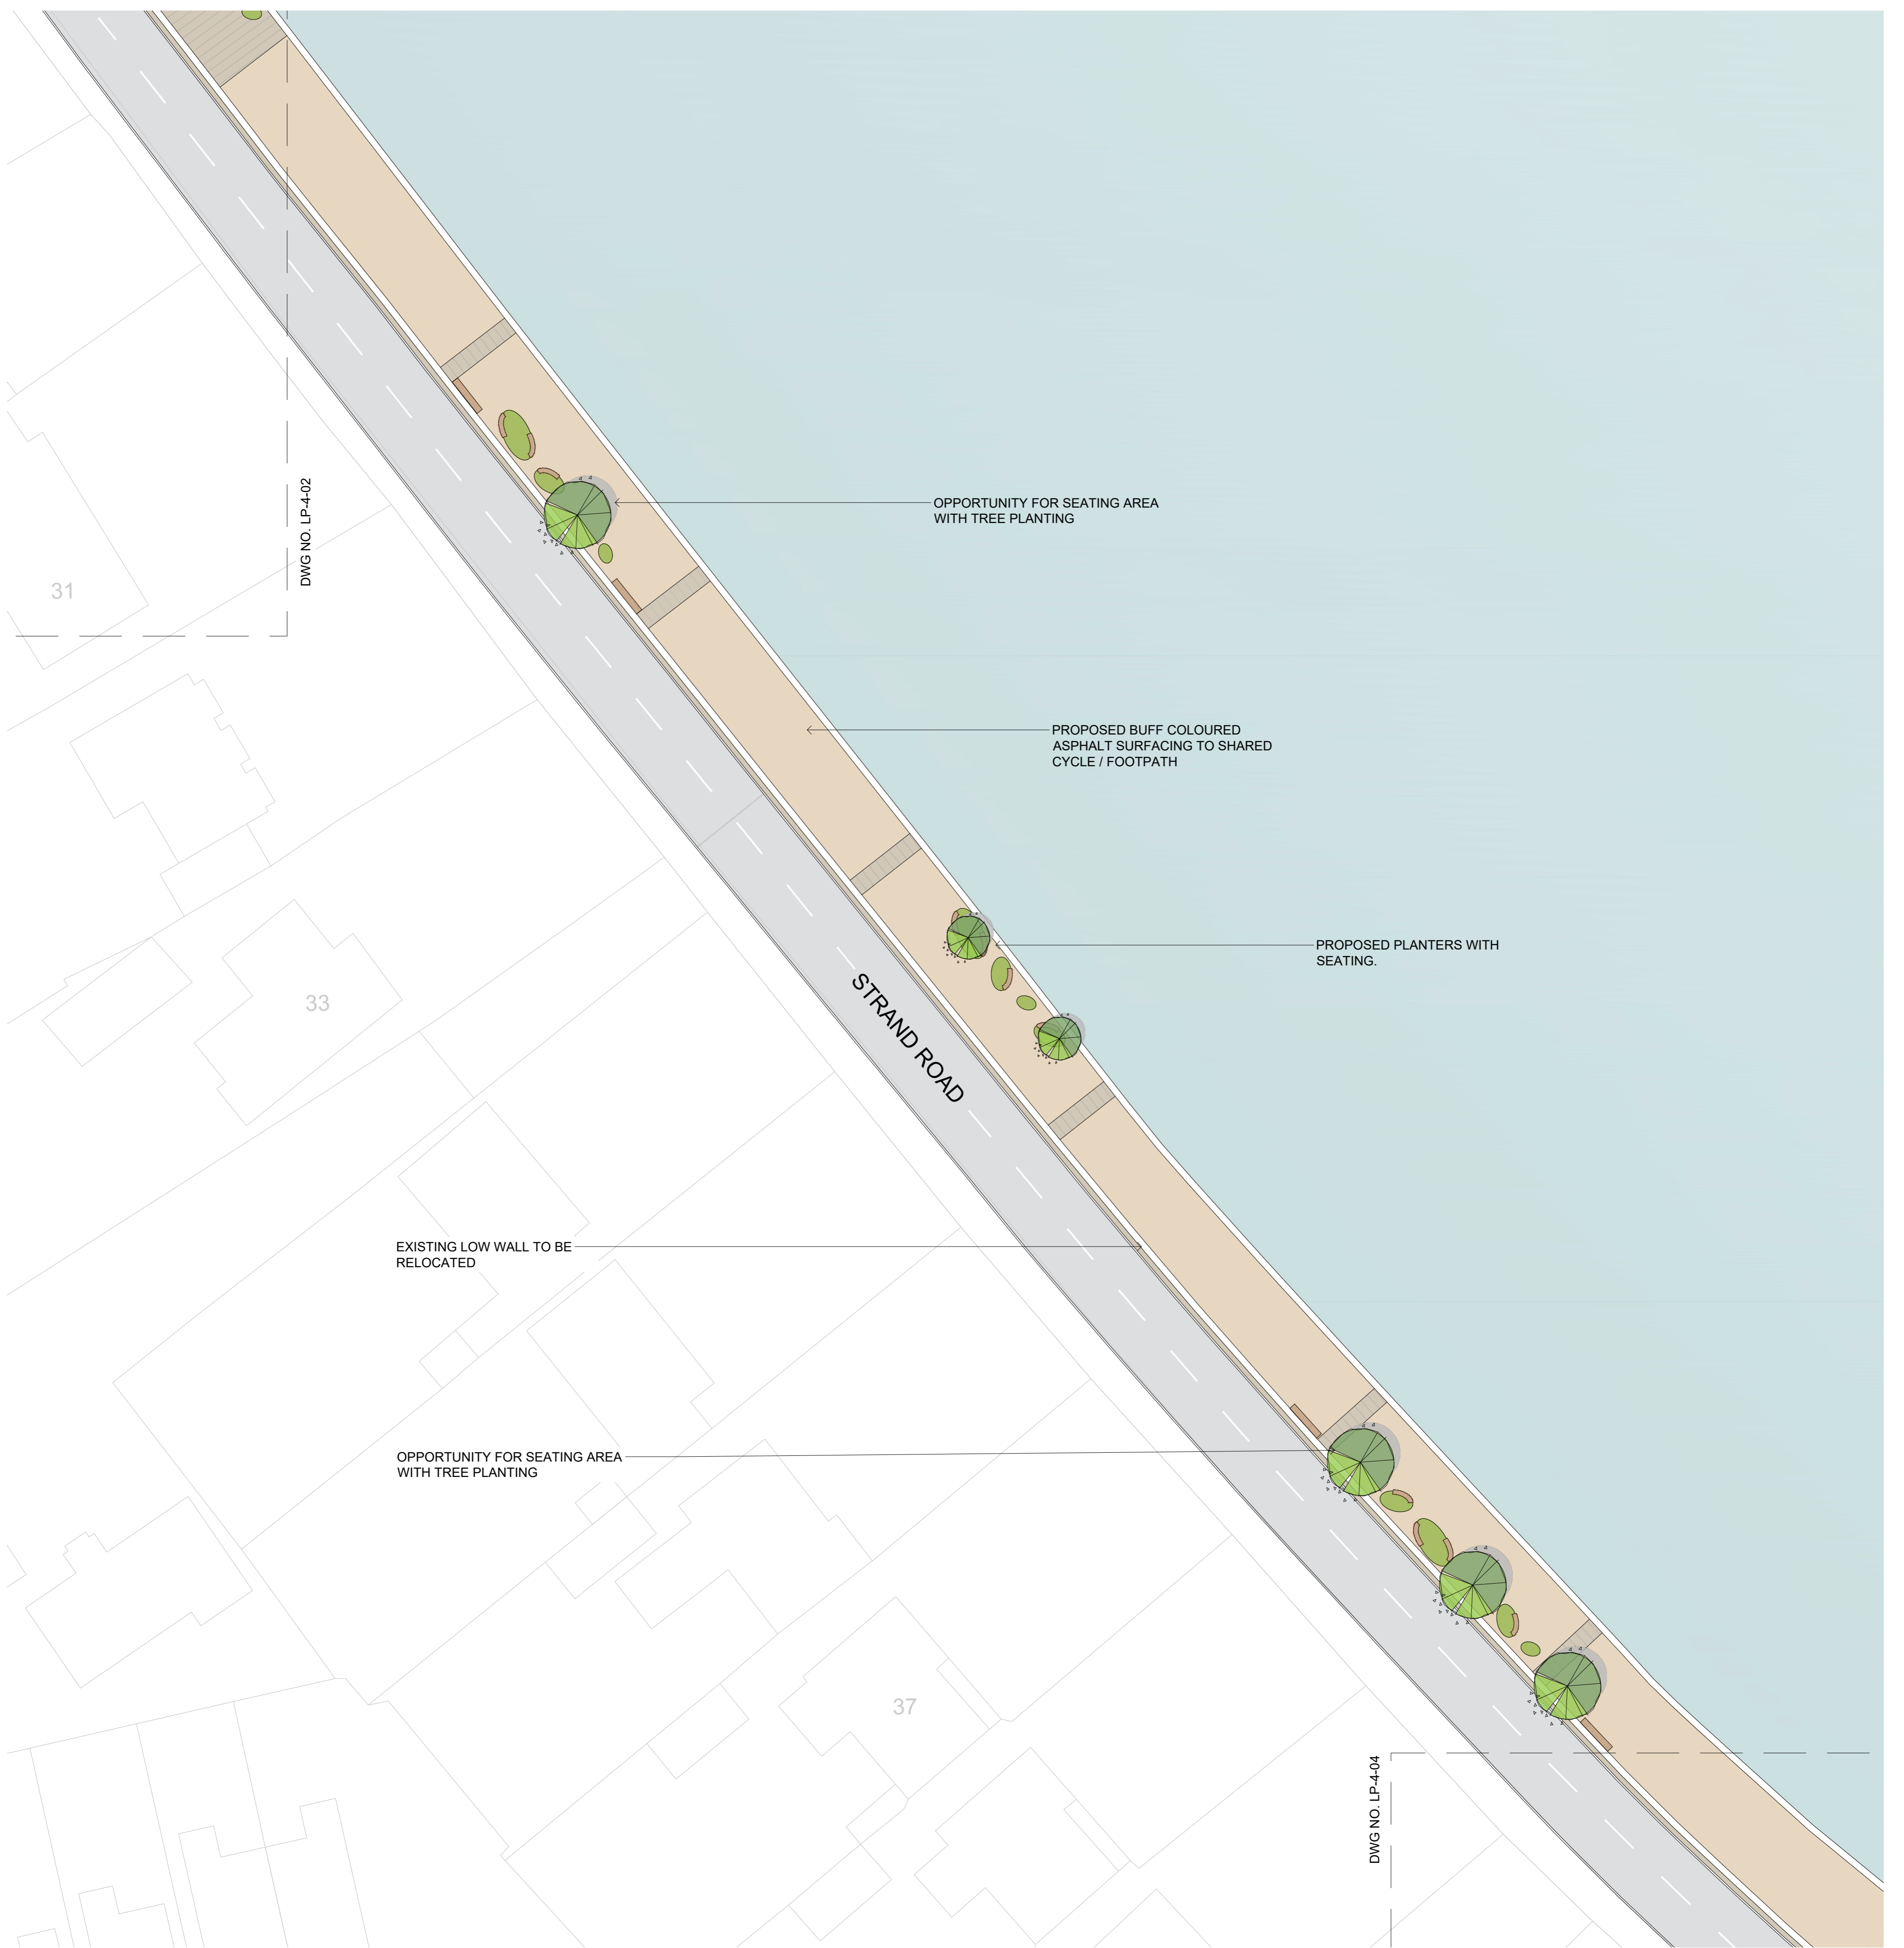 OPPORTUNITY FOR SEATING AREA
WITH TREE PLANTING
DWG NO. LP-4-02
31
PROPOSED BUFF COLOURED
ASPHALT SURFACING TO SHARED
CYCLE / FOOTPATH
PROPOSED PLANTERS WITH
SEATING.
33
STRAND ROAD
EXISTING LOW WALL TO BE
RELOCATED
OPPORTUNITY FOR SEATING AREA
WITH TREE PLANTING
37
DWG NO. LP-4-04